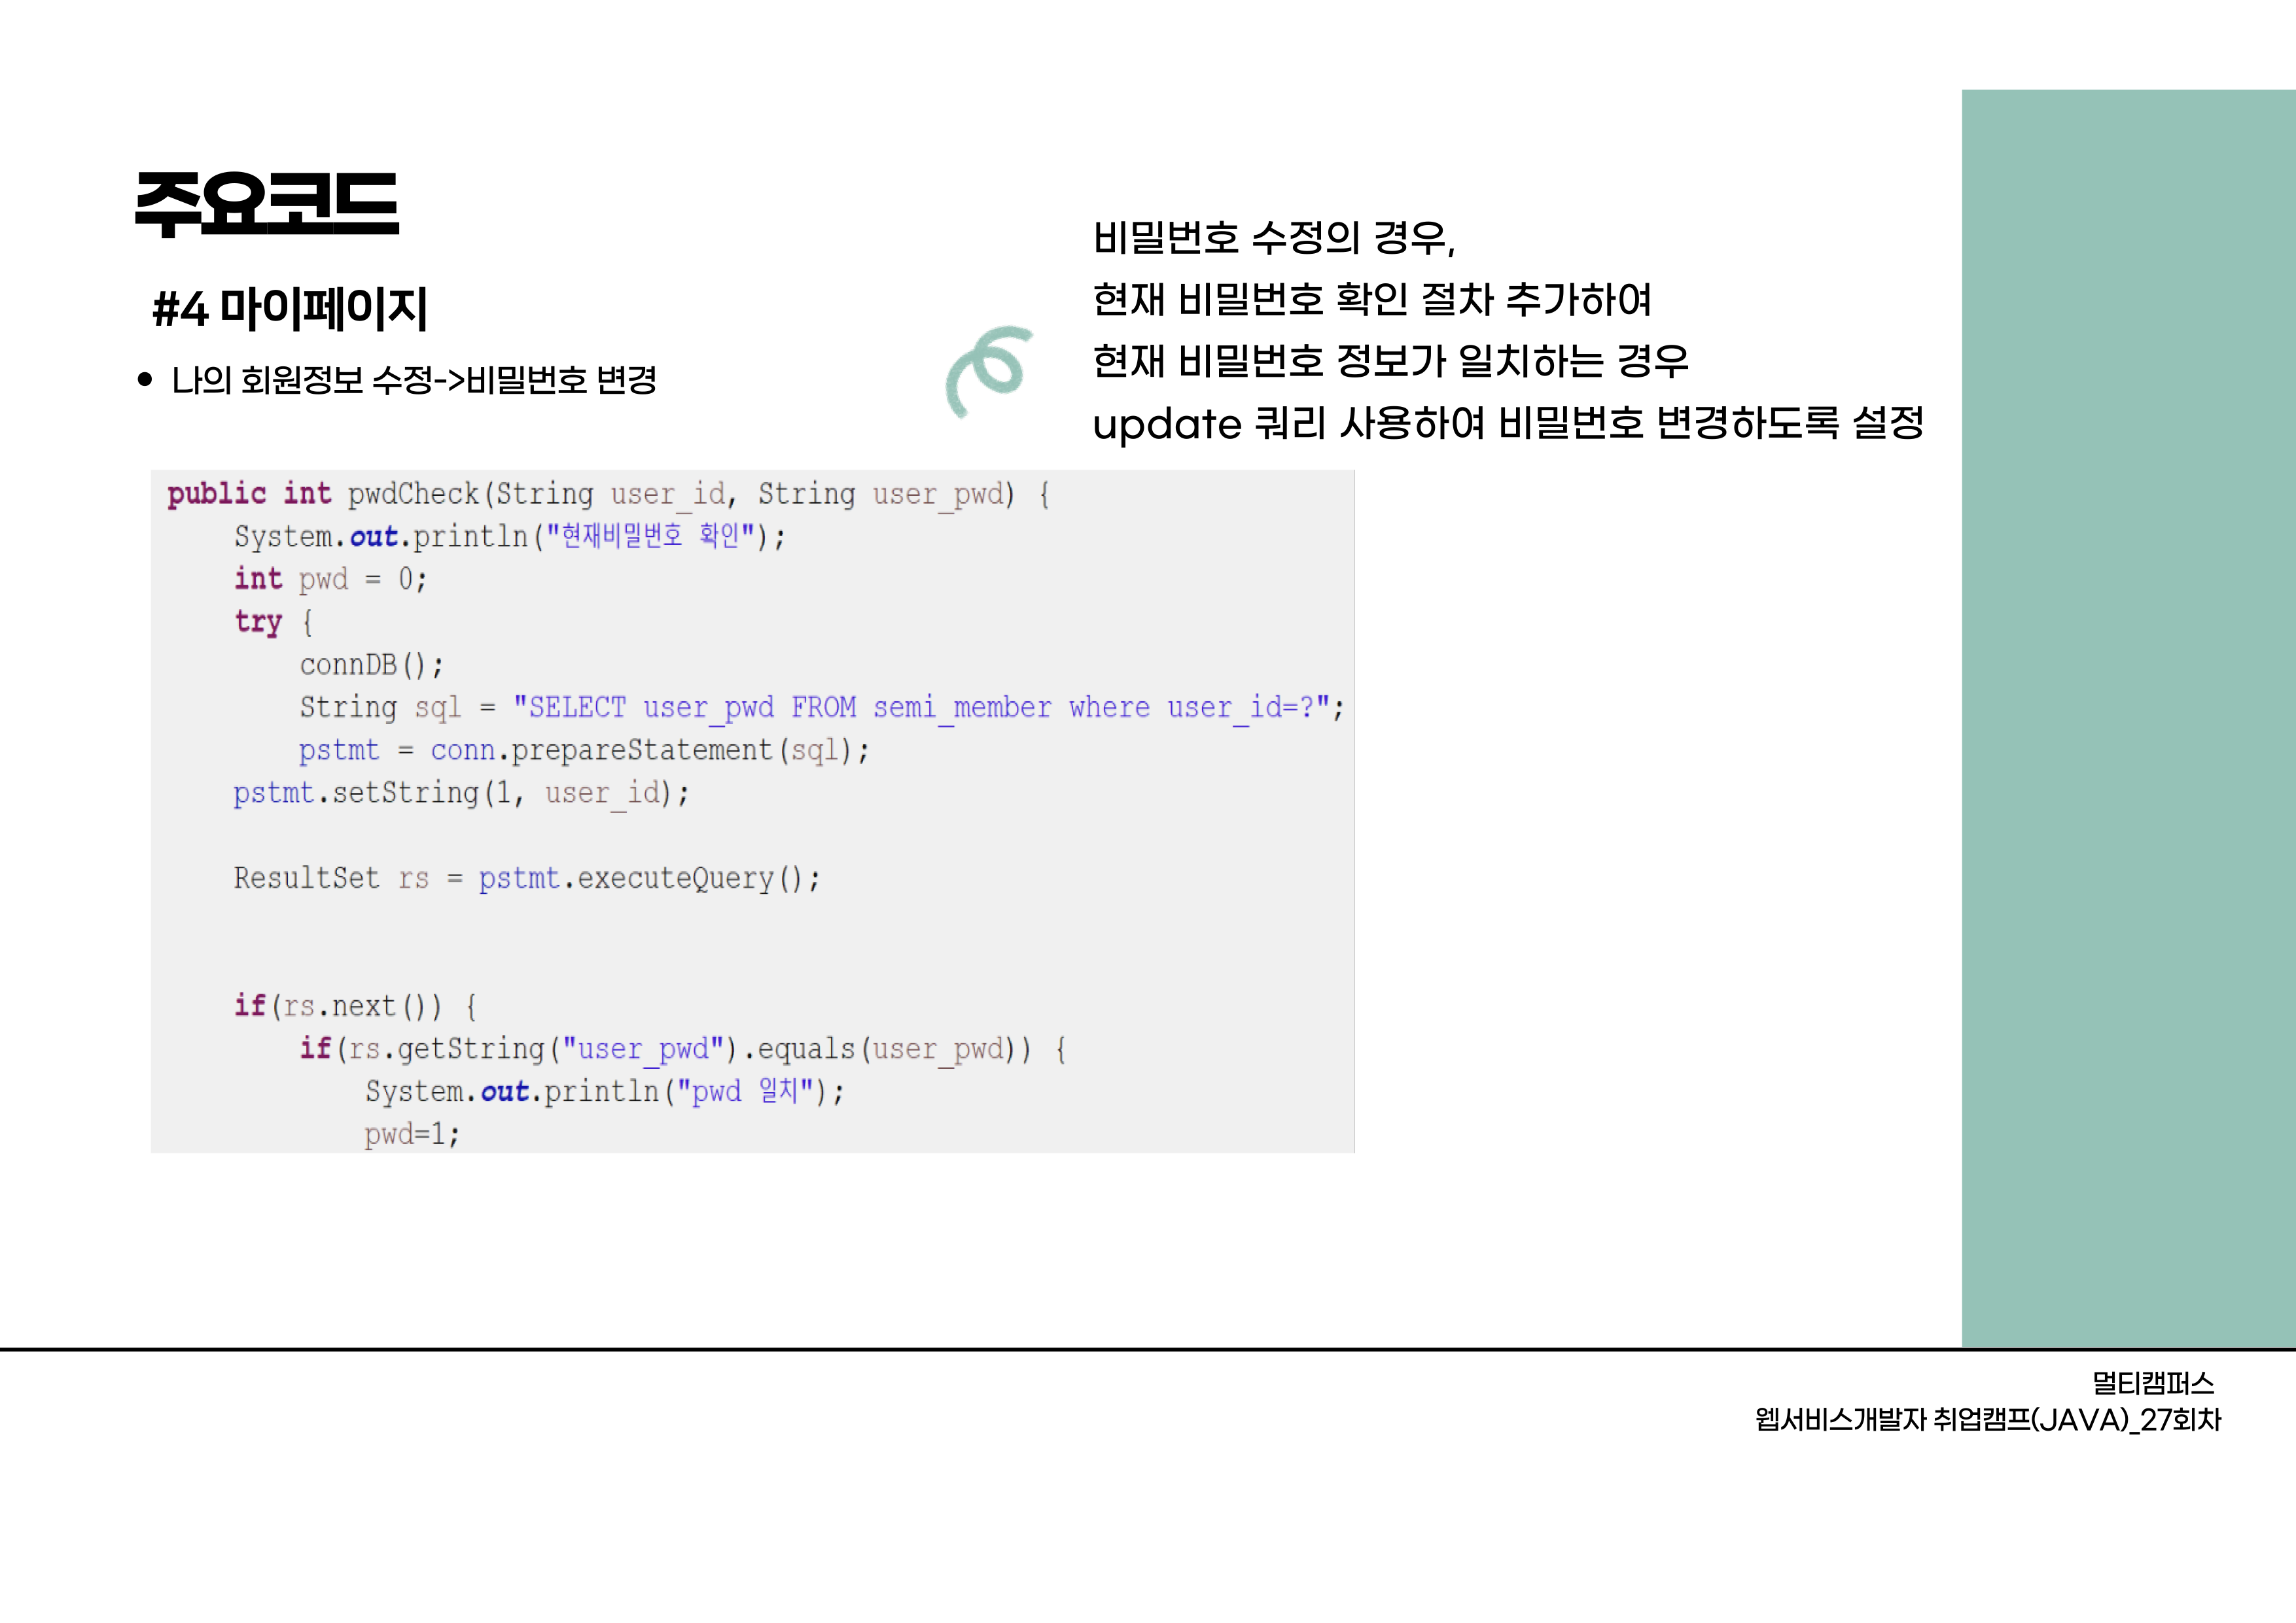 주요코드
#4 마이페이지
• 나의 회원정보 수정->비밀번호 변경
비밀번호 수정의 경우,
현재 비밀번호 확인 절차 추가하여
현재 비밀번호 정보가 일치하는 경우
update 쿼리 사용하여 비밀번호 변경하도록 설정
public int pwdCheck(String user_id, String user_pwd) {
    System.out.println("현재비밀번호 확인");
    int pwd = 0;
    try {
        connDB();
        String sql = "SELECT user_pwd FROM semi_member where user_id=?";
        pstmt = conn.prepareStatement(sql);
    pstmt.setString(1, user_id);
    ResultSet rs = pstmt.executeQuery();
    if(rs.next()) {
        if(rs.getString("user_pwd").equals(user_pwd)) {
            System.out.println("pwd 일치");
            pwd=1;
멀티캠퍼스
웹서비스개발자 취업캠프(JAVA)_27회차